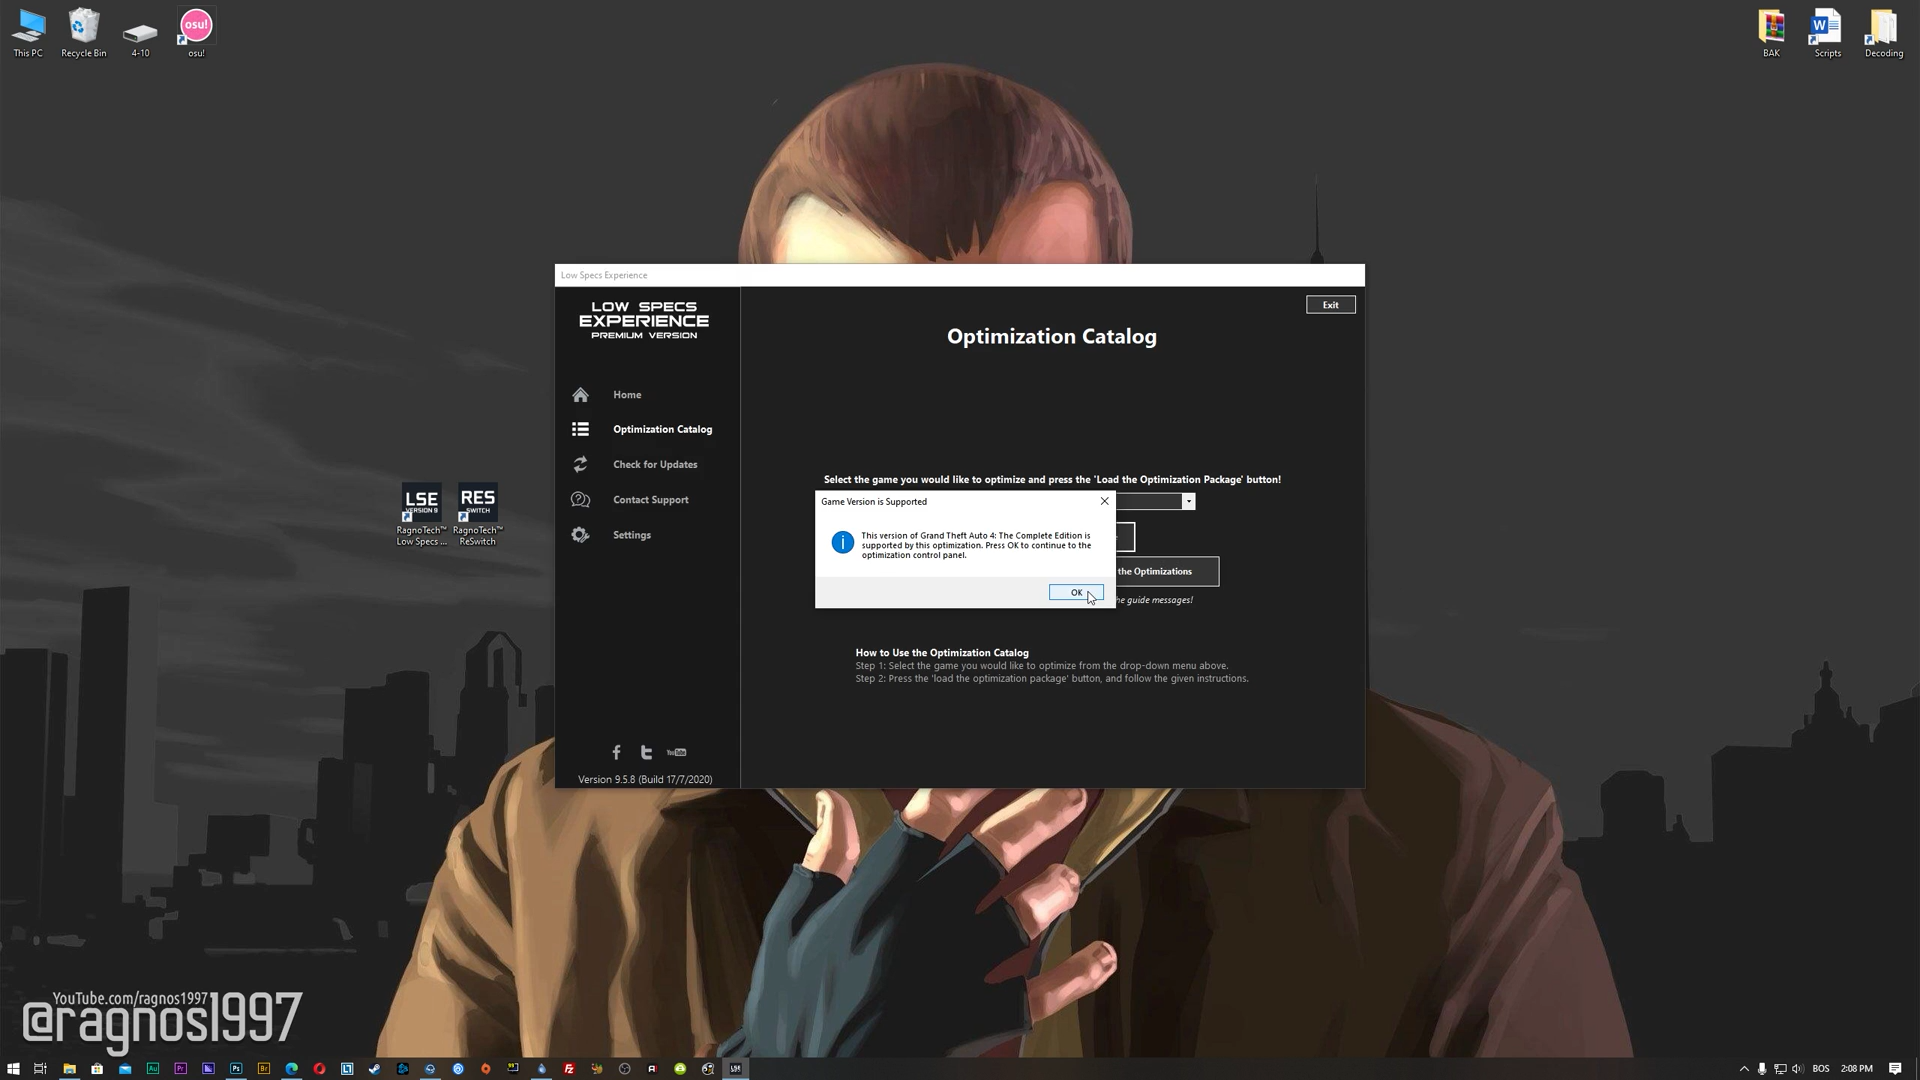 This PC
Recycle Bin
4-10
osu!
osu!
BAK
Scripts
Decoding
Low Specs Experience
LOW SPECS
EXPERIENCE
PREMIUM VERSION
Exit
Optimization Catalog
Home
Optimization Catalog
Check for Updates
Contact Support
Settings
Select the game you would like to optimize and press the 'Load the Optimization Package' button!
Game Version is Supported
This version of Grand Theft Auto 4: The Complete Edition is
supported by this optimization. Press OK to continue to the
optimization control panel.
OK
the Optimizations
he guide messages!
How to Use the Optimization Catalog
Step 1: Select the game you would like to optimize from the drop-down menu above.
Step 2: Press the 'load the optimization package' button, and follow the given instructions.
Version 9.5.8 (Build 17/7/2020)
LSE
VERSION 9
RagnoTech™
Low Specs ...
RES
SWITCH
RagnoTech™
ReSwitch
YouTube.com/ragnos1997
@ragnos1997
BOS
2:08 PM